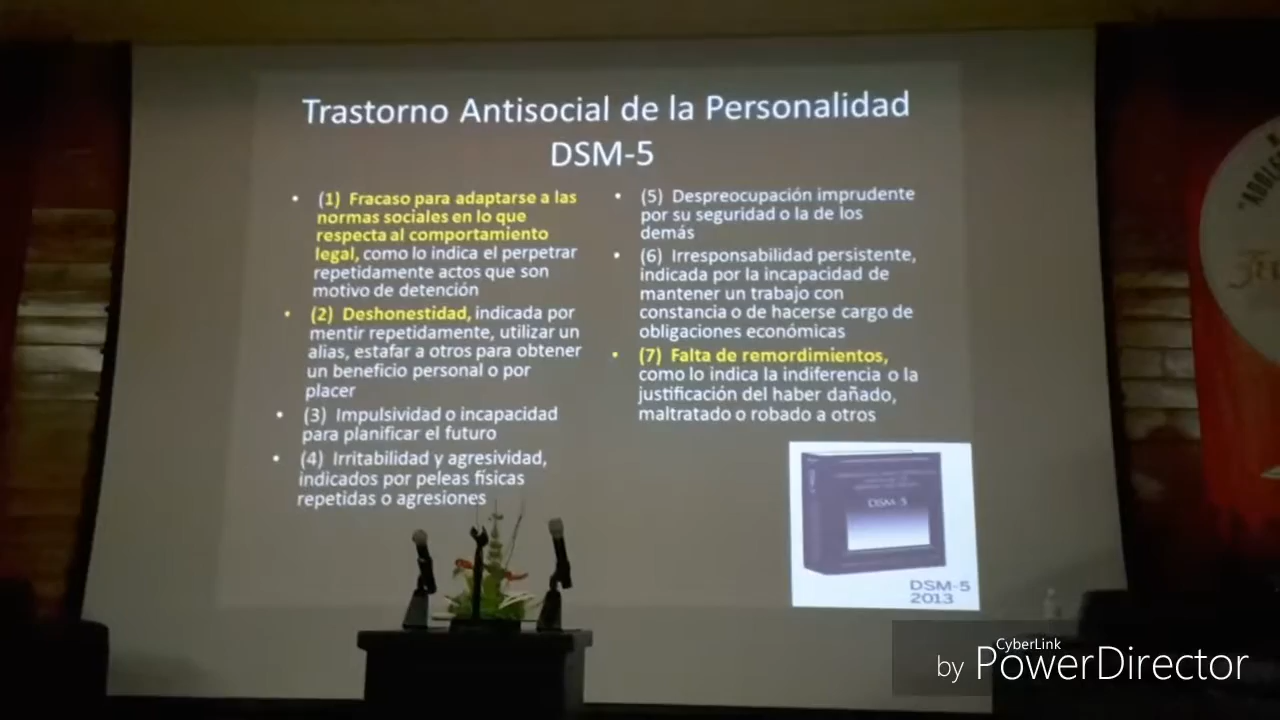 Trastorno Antisocial de la Personalidad
DSM-5
• (1) Fracaso para adaptarse a las
normas sociales en lo que
respecta al comportamiento
legal, como lo indica el perpetrar
repetidamente actos que son
motivo de detención
• (2) Deshonestidad, indicada por
mentir repetidamente, utilizar un
alias, estafar a otros para obtener
un beneficio personal o por
placer
• (3) Impulsividad o incapacidad
para planificar el futuro
• (4) Irritabilidad y agresividad,
indicados por peleas físicas
repetidas o agresiones
• (5) Despreocupación imprudente
por su seguridad o la de los
demás
• (6) Irresponsabilidad persistente,
indicada por la incapacidad de
mantener un trabajo con
constancia o de hacerse cargo de
obligaciones económicas
• (7) Falta de remordimientos,
como lo indica la indiferencia o la
justificación del haber dañado,
maltratado o robado a otros
DSM-5
DSM-5
2013
CyberLink
by PowerDirector